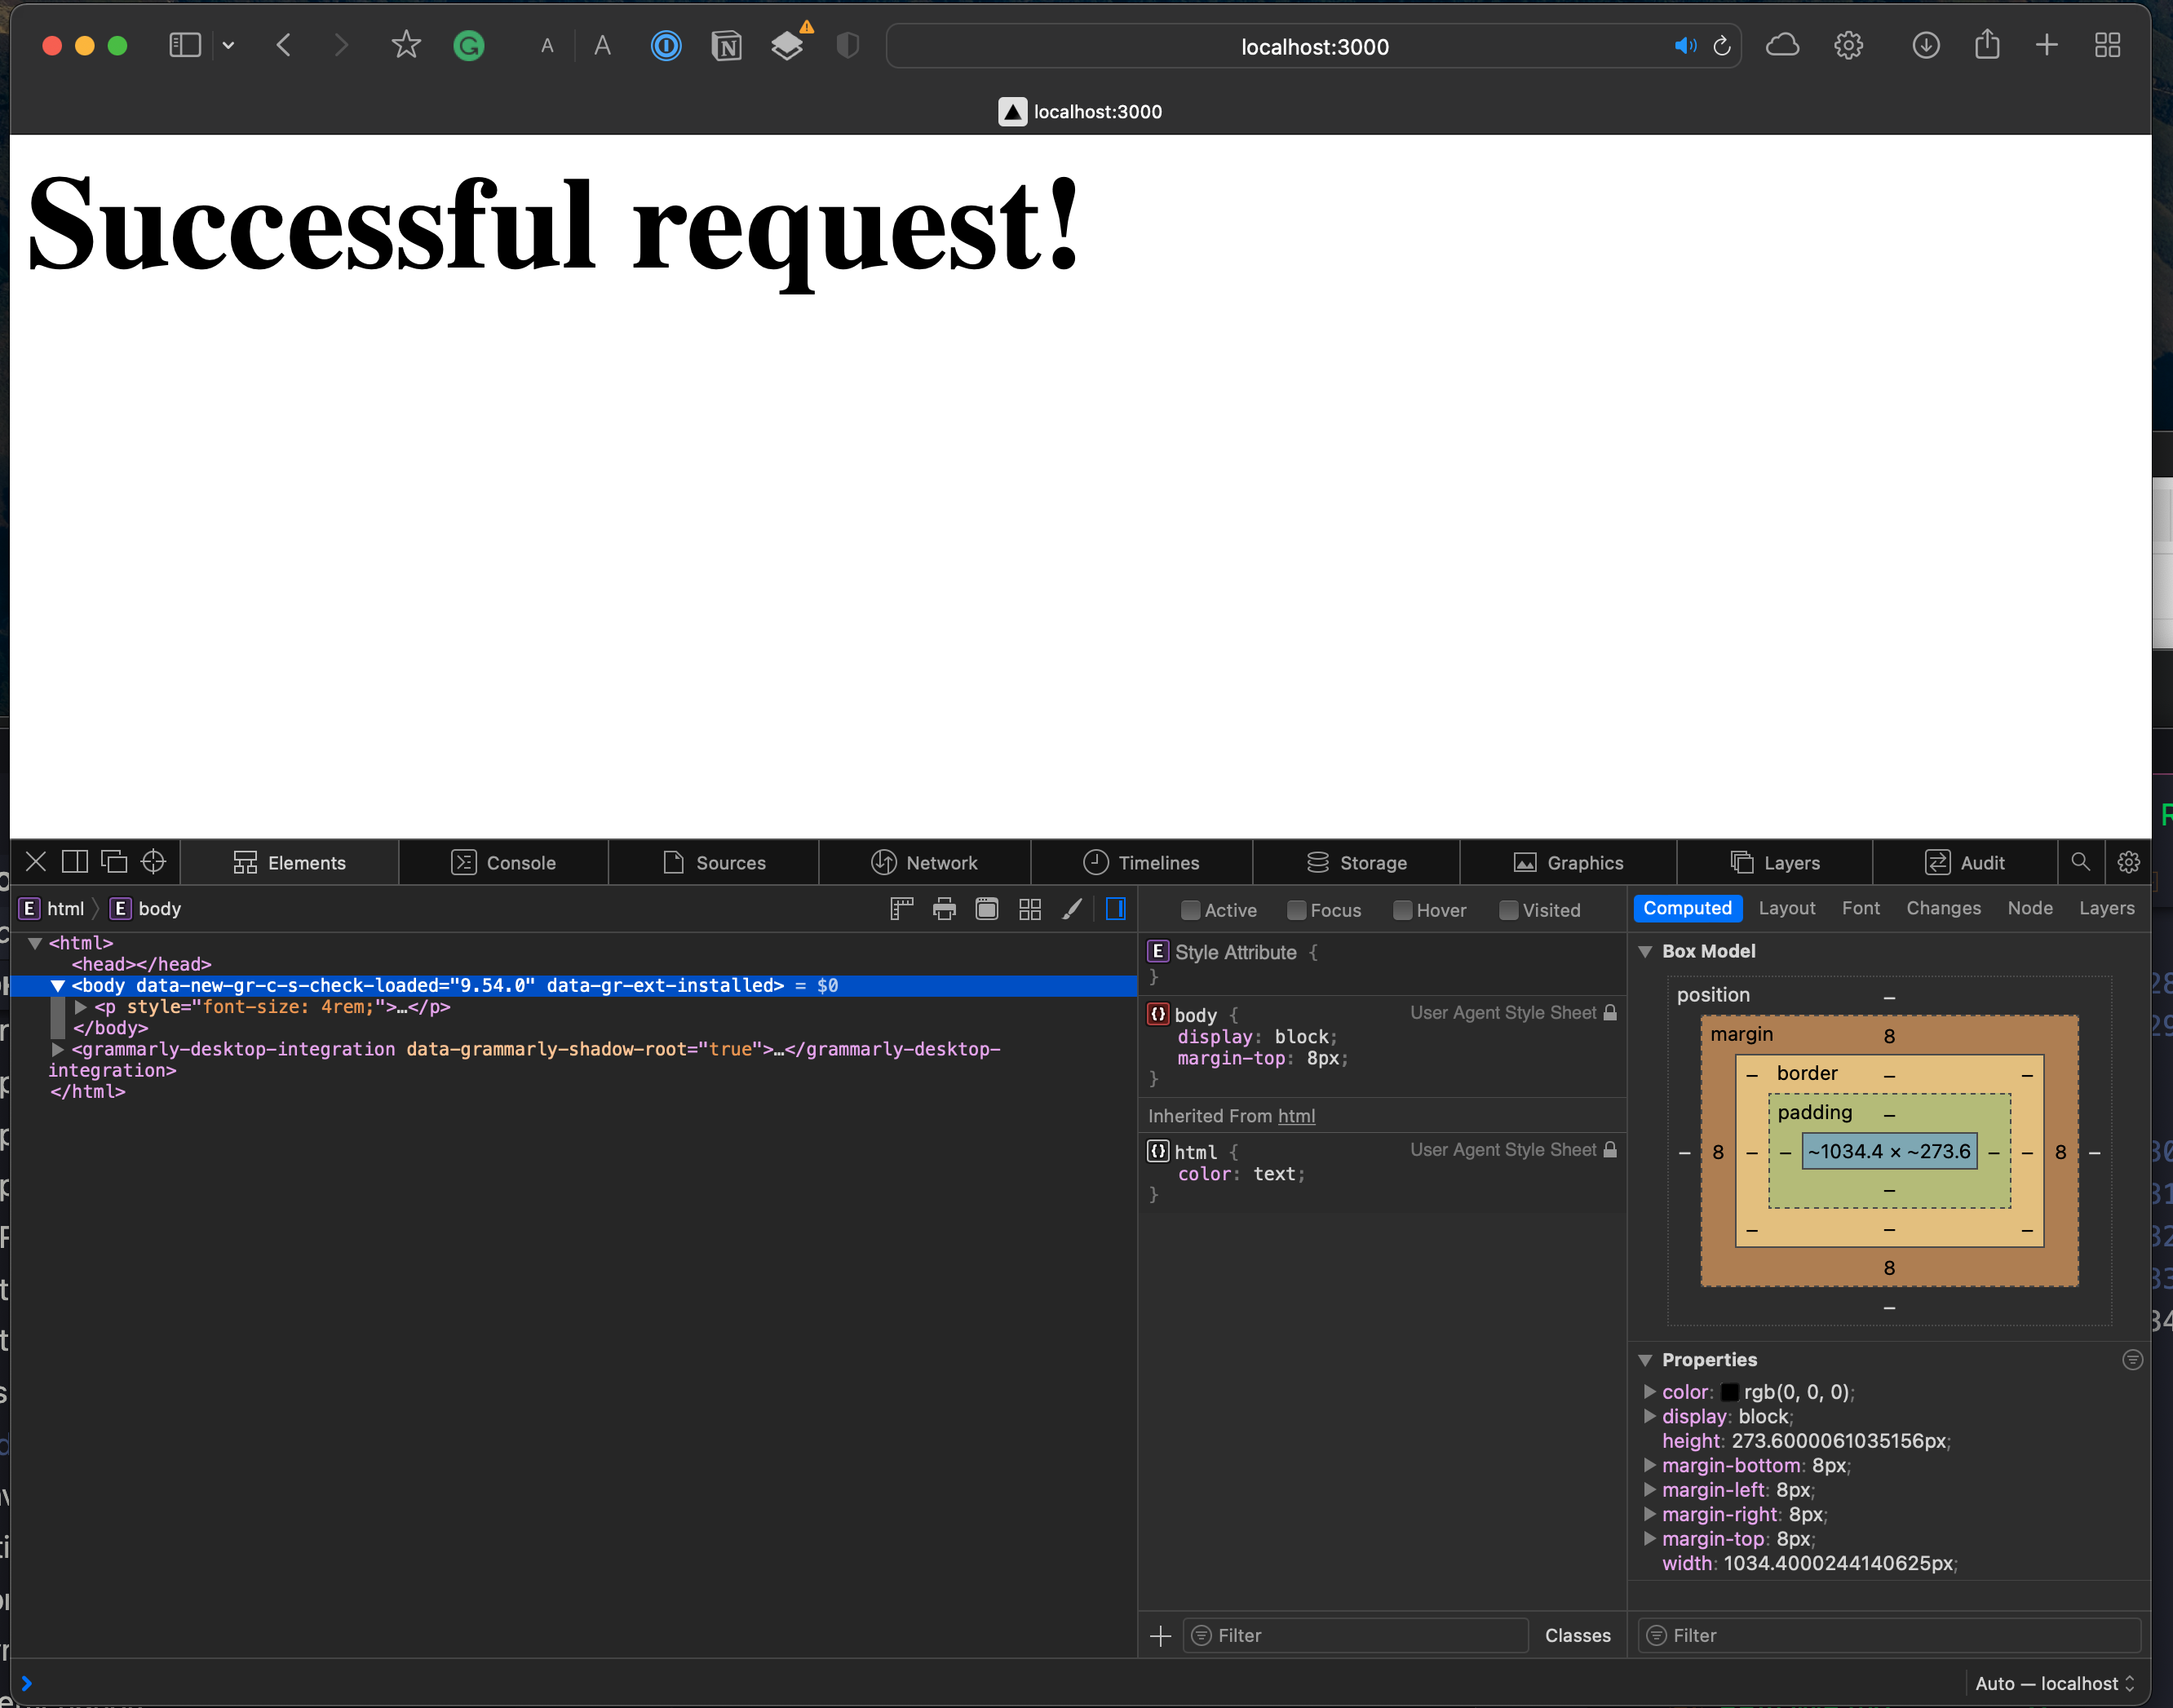 localhost:3000
localhost:3000
Successful request!
Elements Console Sources Network Timelines Storage Graphics Layers Audit
E html E body
<html>
<head></head>
<body data-new-gr-c-s-check-loaded="9.54.0" data-gr-ext-installed> = $0
<p style="font-size: 4rem;">…</p>
</body>
<grammarly-desktop-integration data-grammarly-shadow-root="true">…</grammarly-desktop-
integration>
</html>
Active Focus Hover Visited
E Style Attribute {
}
body { User Agent Style Sheet
display: block;
margin-top: 8px;
}
Inherited From html
html { User Agent Style Sheet
color: text;
}
Filter Classes
Computed Layout Font Changes Node Layers
Box Model
position –
margin 8
– border – –
padding –
– 8 – – ~1034.4 × ~273.6 – – 8 –
–
– – –
8
–
Properties
color: rgb(0, 0, 0);
display: block;
height: 273.6000061035156px;
margin-bottom: 8px;
margin-left: 8px;
margin-right: 8px;
margin-top: 8px;
width: 1034.4000244140625px;
Filter
Auto — localhost